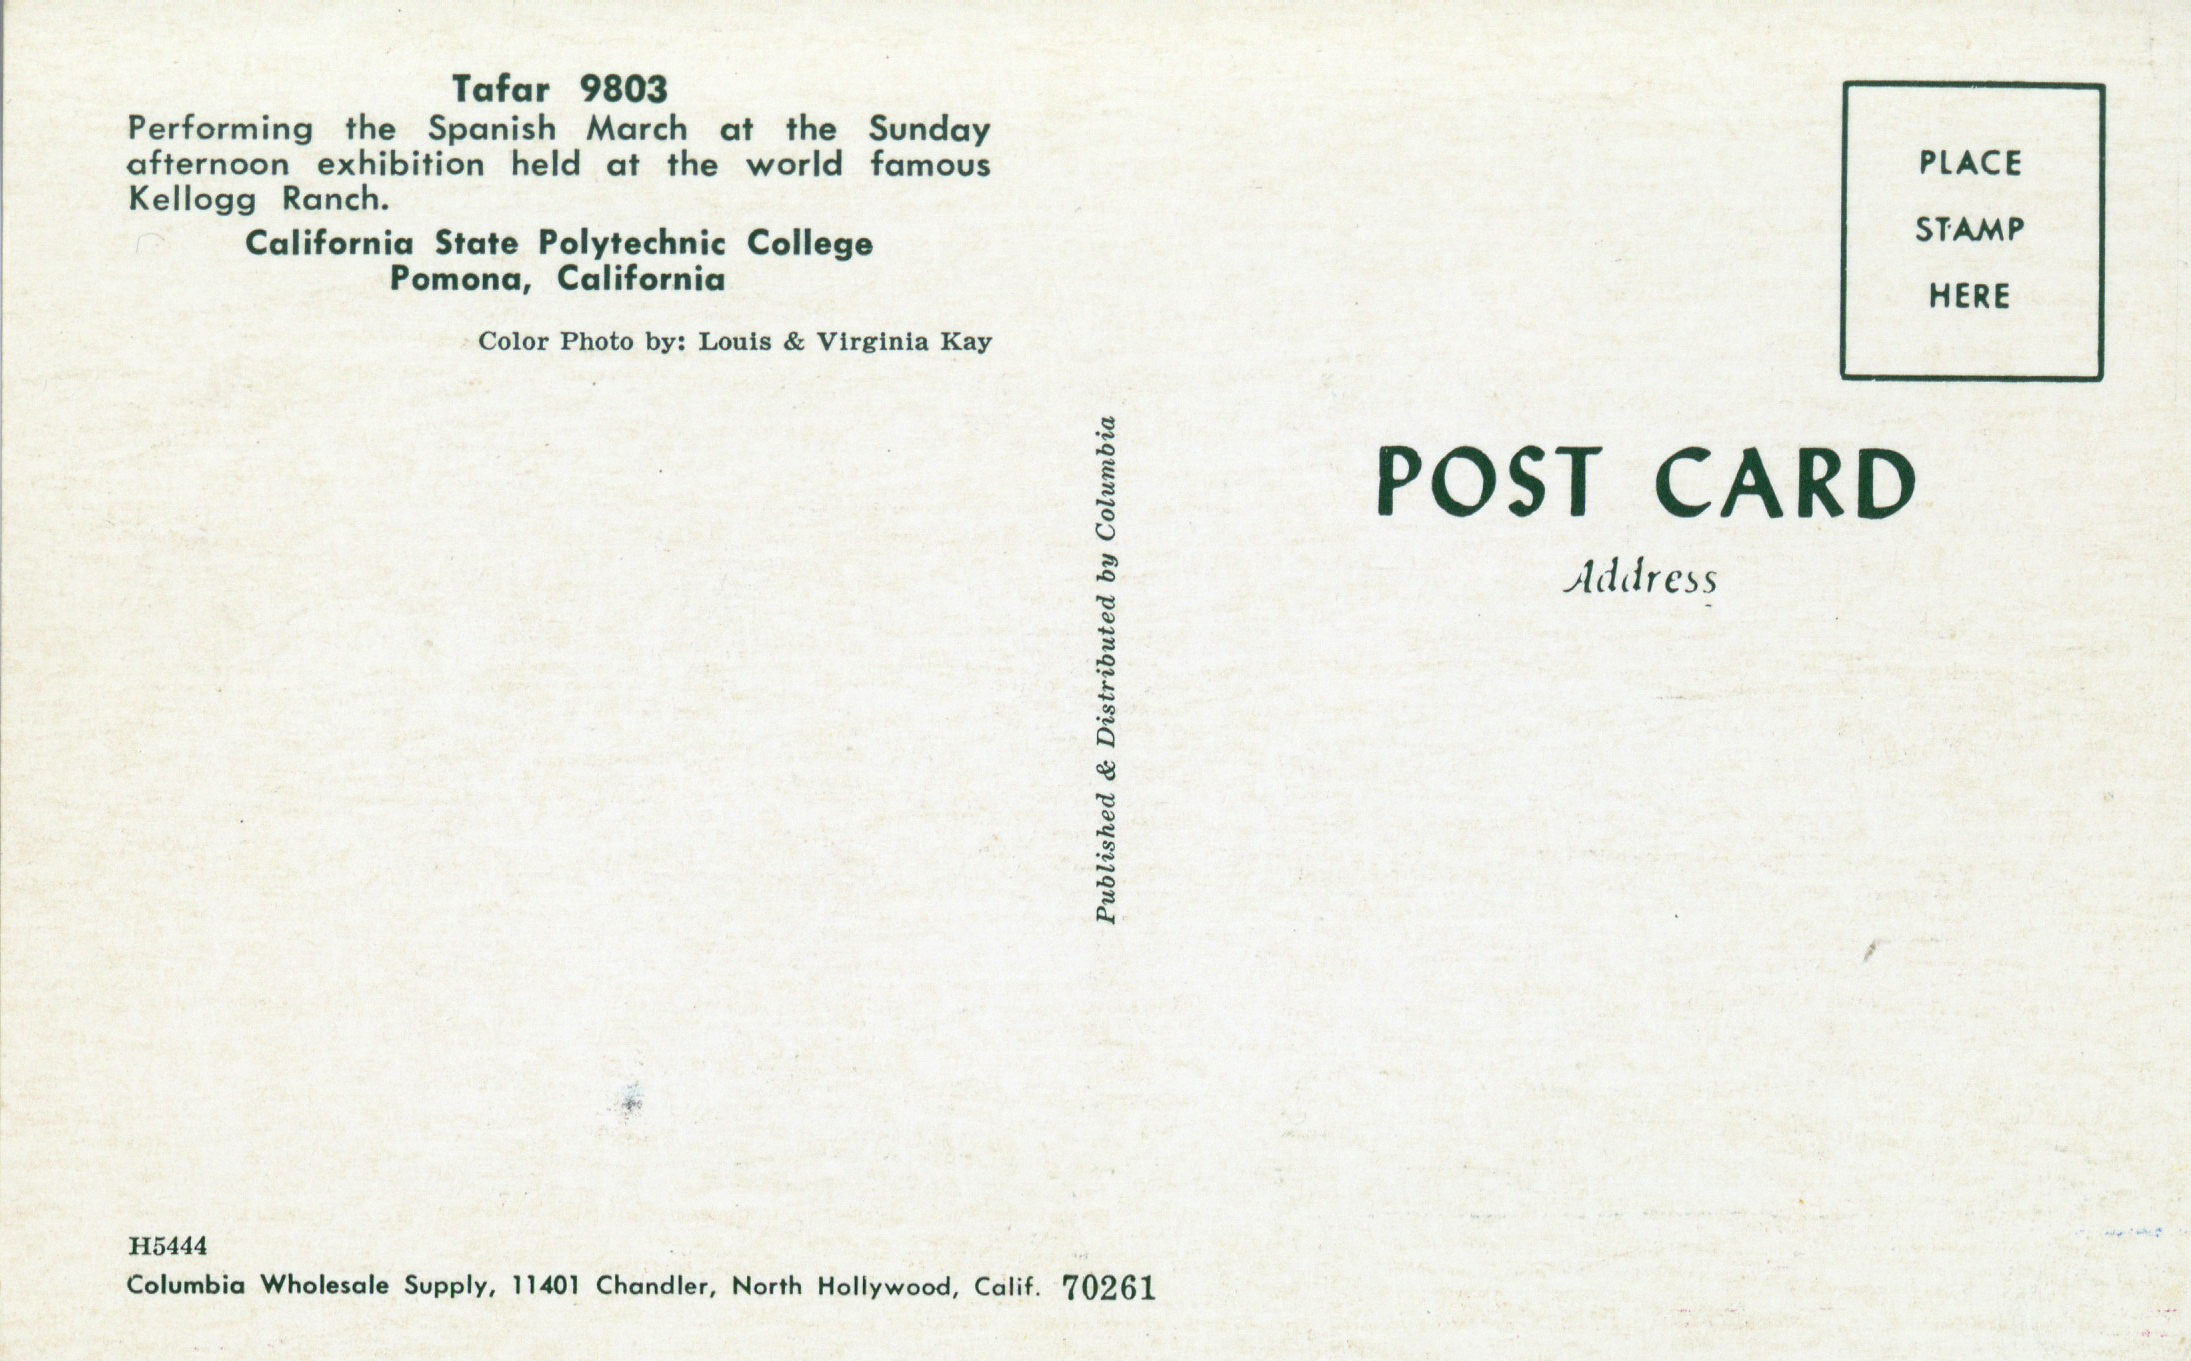 Tafar 9803
Performing the Spanish March at the Sunday
afternoon exhibition held at the world famous
Kellogg Ranch.
California State Polytechnic College
Pomona, California
Color Photo by: Louis & Virginia Kay
Published & Distributed by Columbia
PLACE
STAMP
HERE
POST CARD
Address
H5444
Columbia Wholesale Supply, 11401 Chandler, North Hollywood, Calif. 70261